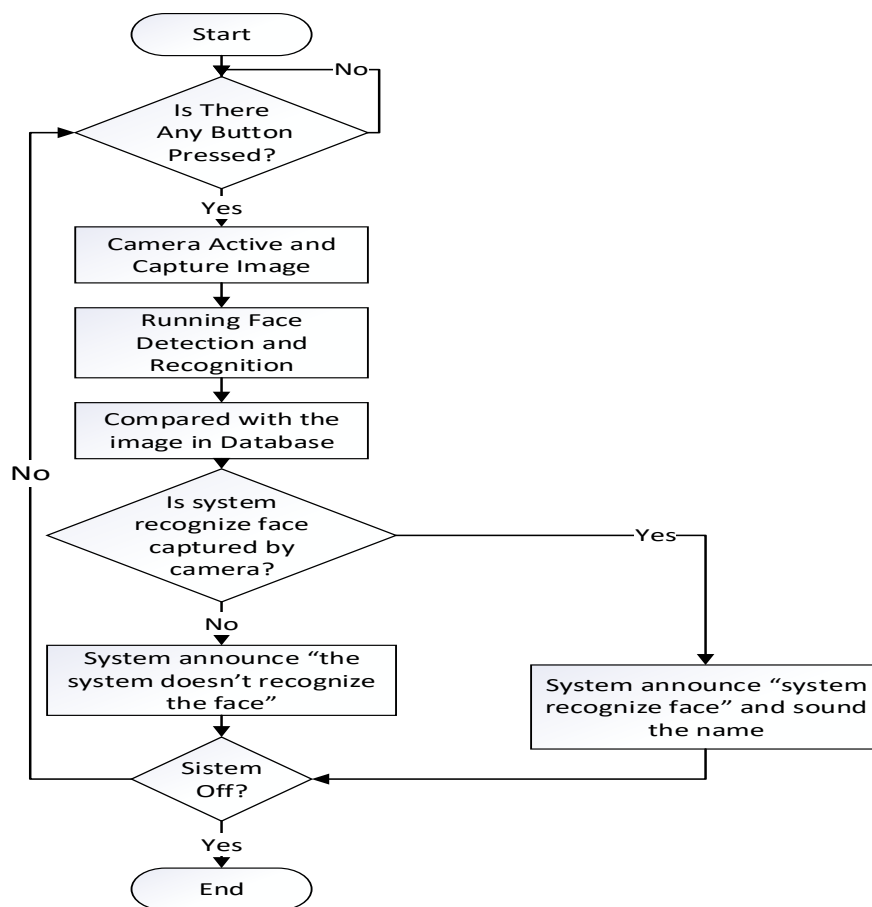 Start
No
Is There
Any Button
Pressed?
Yes
Camera Active and
Capture Image
Running Face
Detection and
Recognition
Compared with the
image in Database
No
Is system
recognize face
captured by
camera?
Yes
No
System announce “the
system doesn’t recognize
the face”
System announce “system
recognize face” and sound
the name
Sistem
Off?
Yes
End